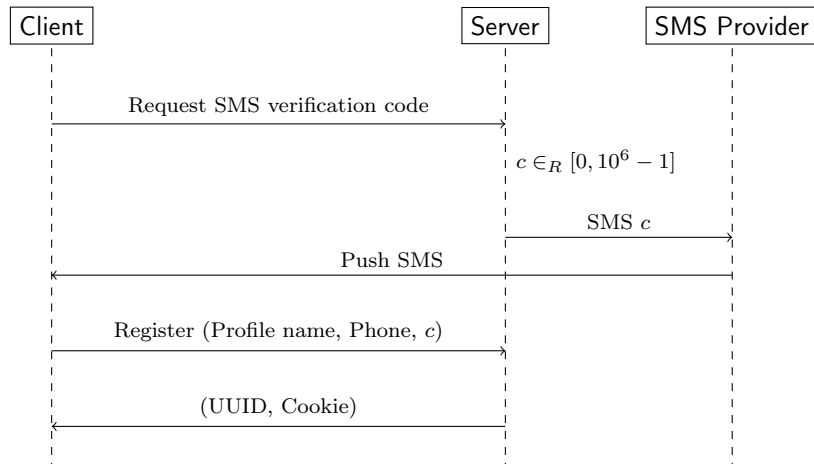 Client
Server
SMS Provider
Request SMS verification code
c ∈_R [0, 10^6 − 1]
SMS c
Push SMS
Register (Profile name, Phone, c)
(UUID, Cookie)